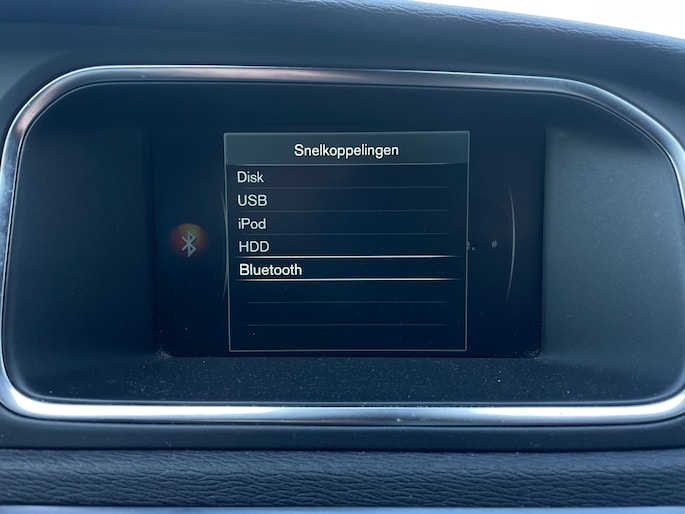 Snelkoppelingen
Disk
USB
iPod
HDD
Bluetooth